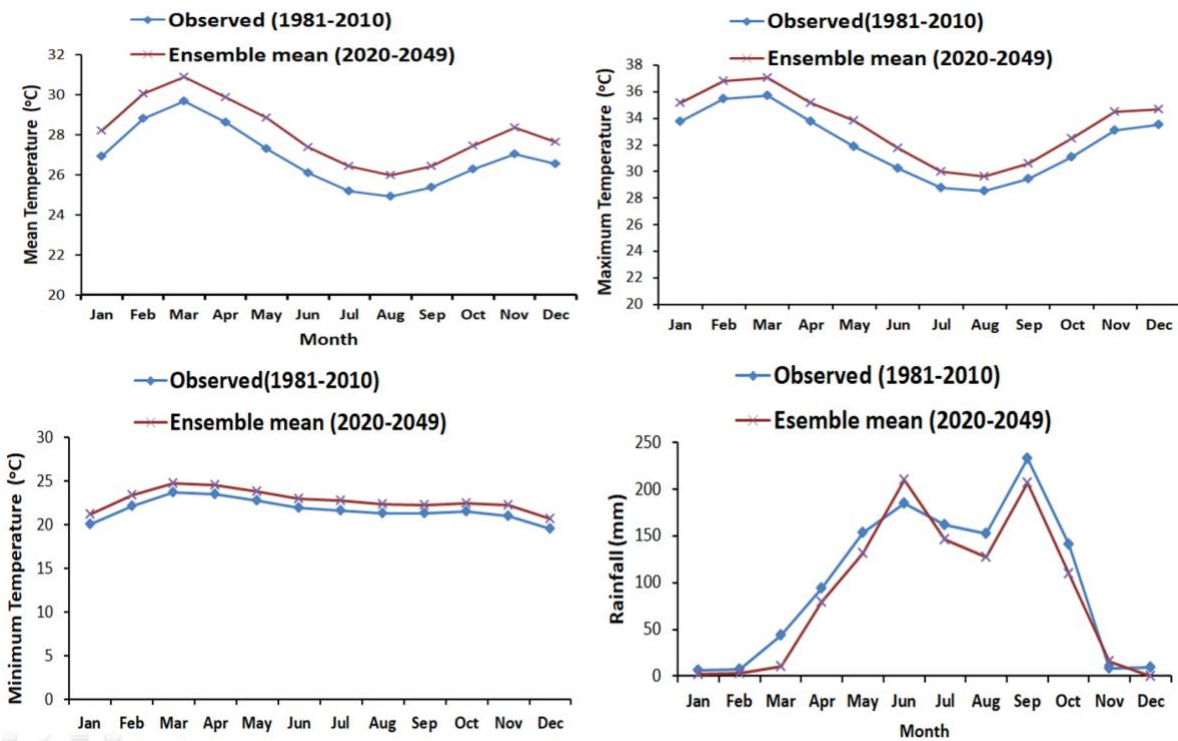 Observed (1981-2010)
Ensemble mean (2020-2049)
Mean Temperature (°C)
32
30
28
26
24
22
20
Jan Feb Mar Apr May Jun Jul Aug Sep Oct Nov Dec
Month
Observed(1981-2010)
Ensemble mean (2020-2049)
Maximum Temperature (°C)
38
36
34
32
30
28
26
24
22
20
Jan Feb Mar Apr May Jun Jul Aug Sep Oct Nov Dec
Observed(1981-2010)
Ensemble mean (2020-2049)
Minimum Temperature (°C)
30
25
20
15
10
5
0
Jan Feb Mar Apr May Jun Jul Aug Sep Oct Nov Dec
Observed (1981-2010)
Esemble mean (2020-2049)
Rainfall (mm)
250
200
150
100
50
0
Jan Feb Mar Apr May Jun Jul Aug Sep Oct Nov Dec
Month